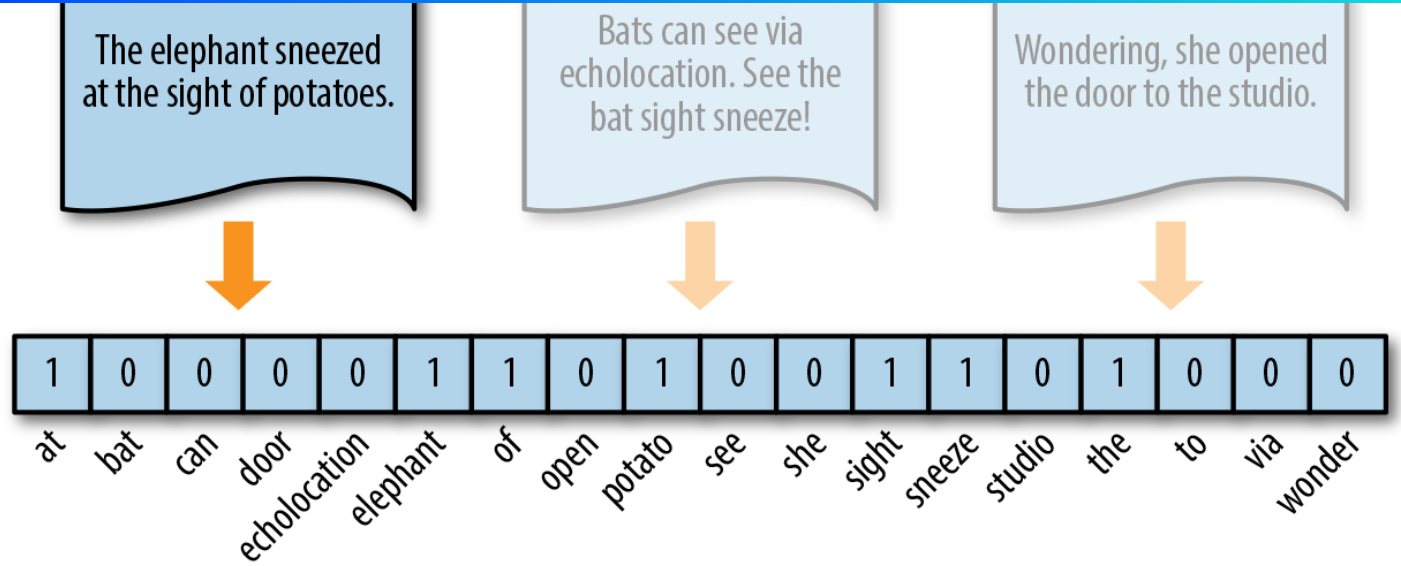 The elephant sneezed
at the sight of potatoes.
Bats can see via
echolocation. See the
bat sight sneeze!
Wondering, she opened
the door to the studio.
1 0 0 0 0 1 1 0 1 0 0 1 1 0 1 0 0 0
at bat can door echolocation elephant of open potato see she sight sneeze studio the to via wonder